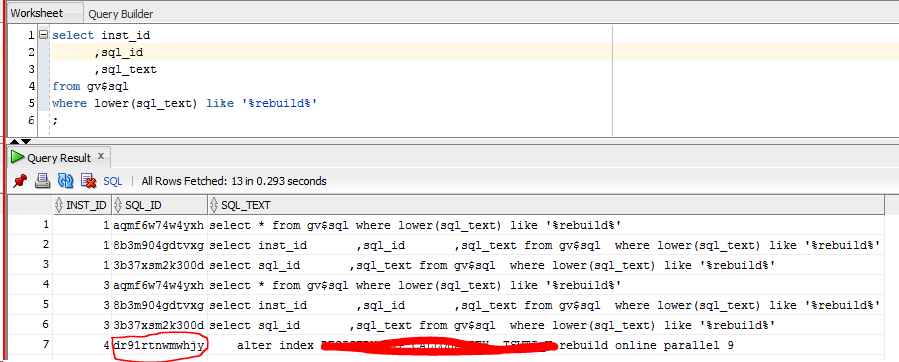 Worksheet Query Builder
1 select inst_id
2 ,sql_id
3 ,sql_text
4 from gv$sql
5 where lower(sql_text) like '%rebuild%'
6 ;
Query Result x
SQL | All Rows Fetched: 13 in 0.293 seconds
INST_ID SQL_ID SQL_TEXT
1 1 aqmf6w74w4yxh select * from gv$sql where lower(sql_text) like '%rebuild%'
2 1 8b3m904gdtvxg select inst_id ,sql_id ,sql_text from gv$sql where lower(sql_text) like '%rebuild%'
3 1 3b37xsm2k300d select sql_id ,sql_text from gv$sql where lower(sql_text) like '%rebuild%'
4 3 aqmf6w74w4yxh select * from gv$sql where lower(sql_text) like '%rebuild%'
5 3 8b3m904gdtvxg select inst_id ,sql_id ,sql_text from gv$sql where lower(sql_text) like '%rebuild%'
6 3 3b37xsm2k300d select sql_id ,sql_text from gv$sql where lower(sql_text) like '%rebuild%'
7 4 dr91rtnwmwhjy alter index rebuild online parallel 9